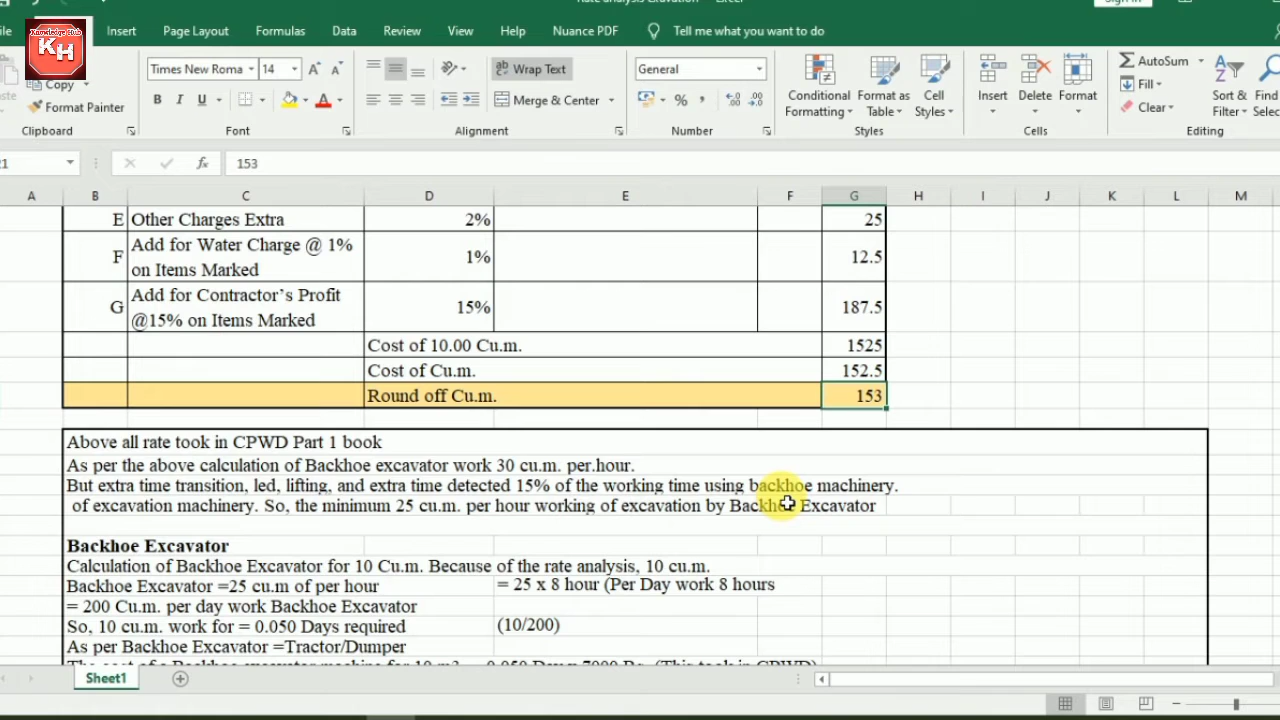 Sign in
Knowledge Hub
KH
File
Insert
Page Layout
Formulas
Data
Review
View
Help
Nuance PDF
Tell me what you want to do
Copy
Format Painter
Clipboard
Times New Roma
14
B I U
A
Font
Wrap Text
Merge & Center
Alignment
General
%
Number
Conditional Formatting
Format as Table
Cell Styles
Styles
Insert
Delete
Format
Cells
AutoSum
Fill
Clear
Sort & Filter
Editing
fx
153
A B C D E F G H I J K L M
E Other Charges Extra 2% 25
Add for Water Charge @ 1%
F 1% 12.5
on Items Marked
Add for Contractor's Profit
G 15% 187.5
@15% on Items Marked
Cost of 10.00 Cu.m. 1525
Cost of Cu.m. 152.5
Round off Cu.m. 153
Above all rate took in CPWD Part 1 book
As per the above calculation of Backhoe excavator work 30 cu.m. per.hour.
But extra time transition, led, lifting, and extra time detected 15% of the working time using backhoe machinery.
of excavation machinery. So, the minimum 25 cu.m. per hour working of excavation by Backhoe Excavator
Backhoe Excavator
Calculation of Backhoe Excavator for 10 Cu.m. Because of the rate analysis, 10 cu.m.
Backhoe Excavator =25 cu.m of per hour = 25 x 8 hour (Per Day work 8 hours
= 200 Cu.m. per day work Backhoe Excavator
So, 10 cu.m. work for = 0.050 Days required (10/200)
As per Backhoe Excavator =Tractor/Dumper
Sheet1